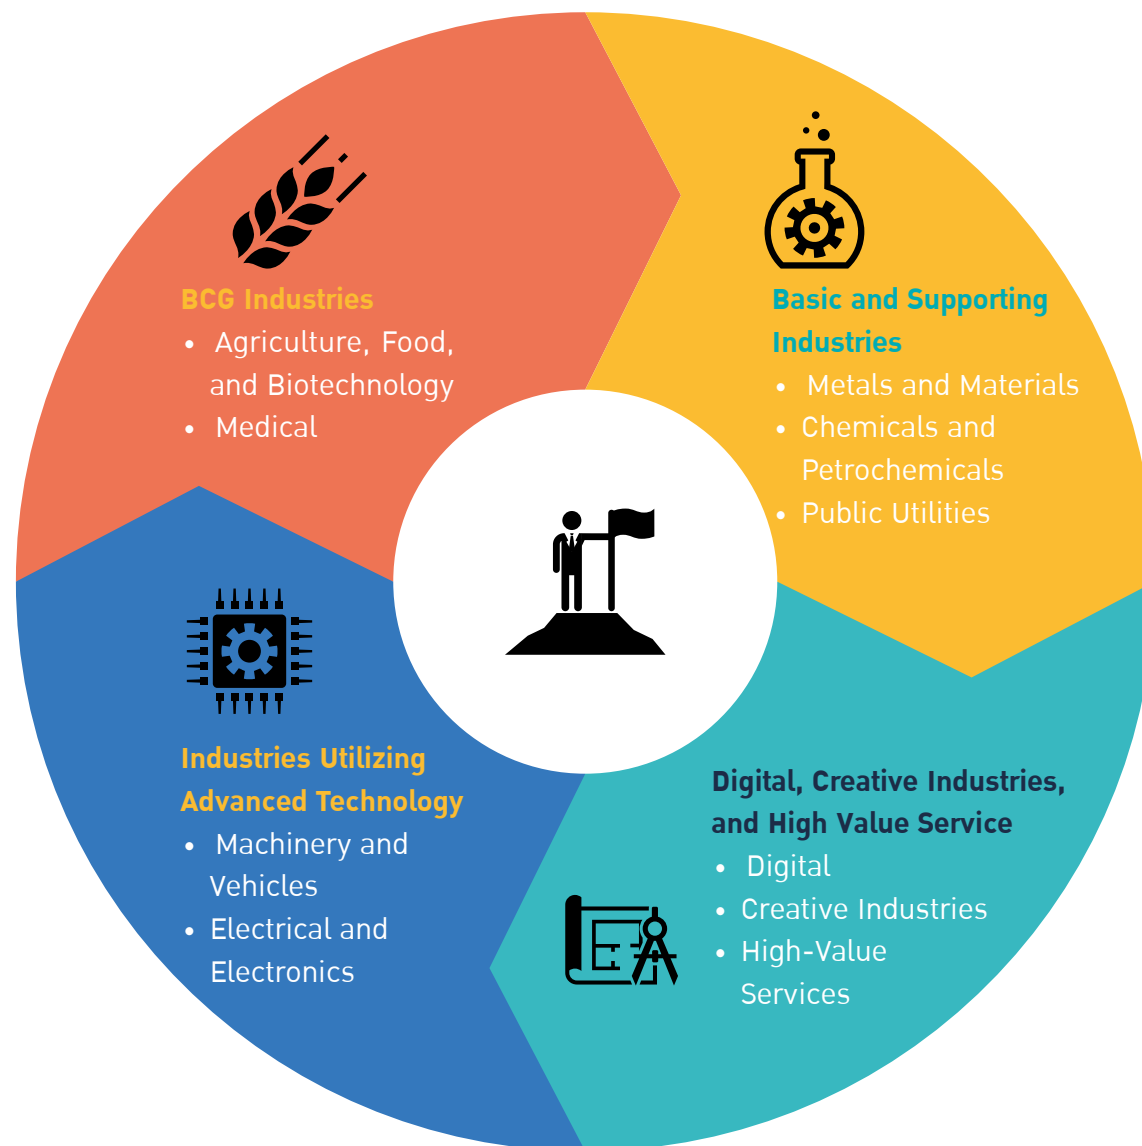 BCG Industries
• Agriculture, Food,
and Biotechnology
• Medical
Basic and Supporting
Industries
• Metals and Materials
• Chemicals and
Petrochemicals
• Public Utilities
Industries Utilizing
Advanced Technology
• Machinery and
Vehicles
• Electrical and
Electronics
Digital, Creative Industries,
and High Value Service
• Digital
• Creative Industries
• High-Value
Services